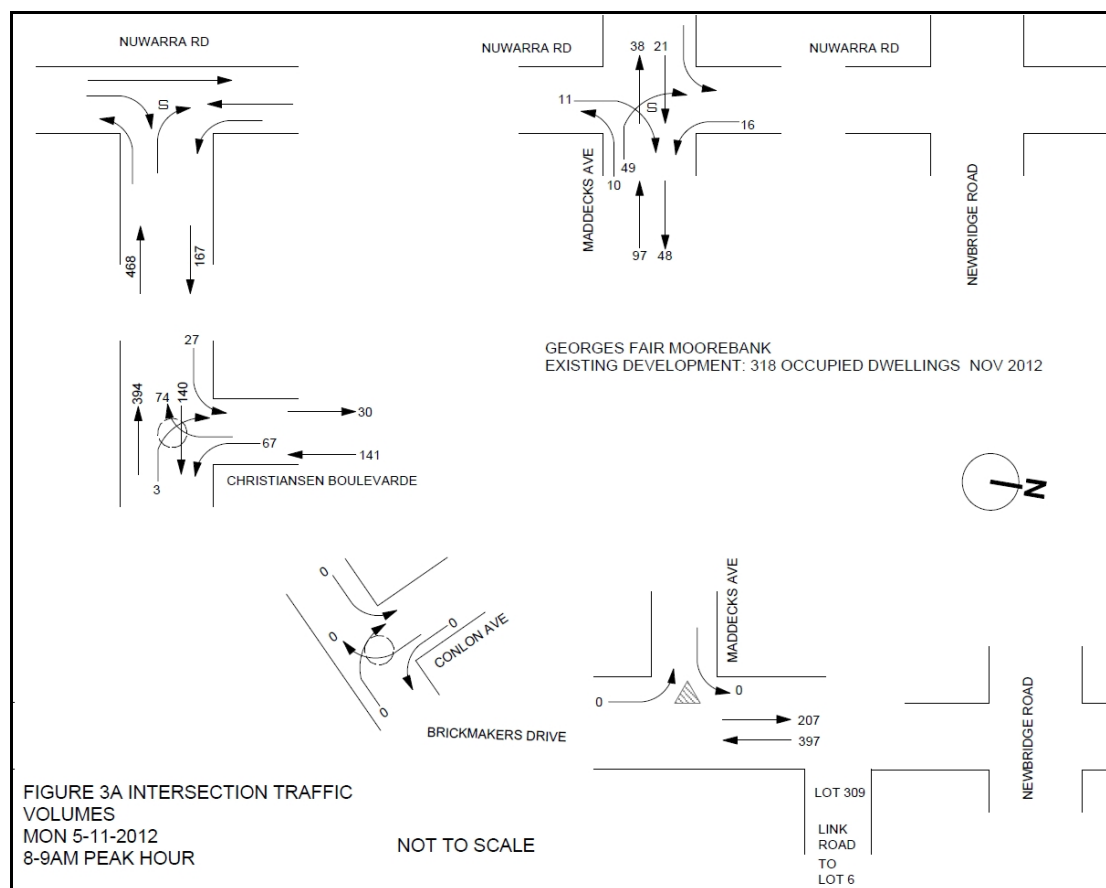 NUWARRA RD
NUWARRA RD
NUWARRA RD
38 21
11
S
S
16
49
10
MADDECKS AVE
97 48
NEWBRIDGE ROAD
468
167
27
GEORGES FAIR MOOREBANK
EXISTING DEVELOPMENT: 318 OCCUPIED DWELLINGS NOV 2012
394
74
140
30
67
141
3
CHRISTIANSEN BOULEVARDE
N
0
0
0
0
CONLON AVE
BRICKMAKERS DRIVE
MADDECKS AVE
0
0
207
397
NEWBRIDGE ROAD
LOT 309
LINK
ROAD
TO
LOT 6
FIGURE 3A INTERSECTION TRAFFIC
VOLUMES
MON 5-11-2012
8-9AM PEAK HOUR
NOT TO SCALE